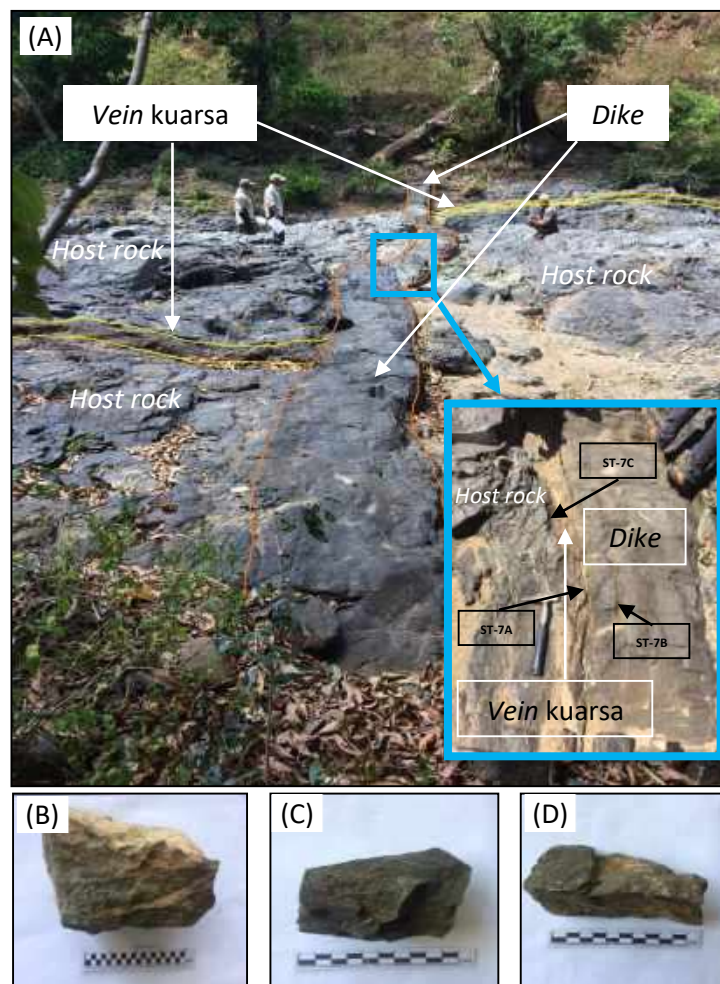 (A)
Vein kuarsa
Dike
Host rock
Host rock
Host rock
Host rock
ST-7C
Dike
ST-7A
ST-7B
Vein kuarsa
(B)
(C)
(D)